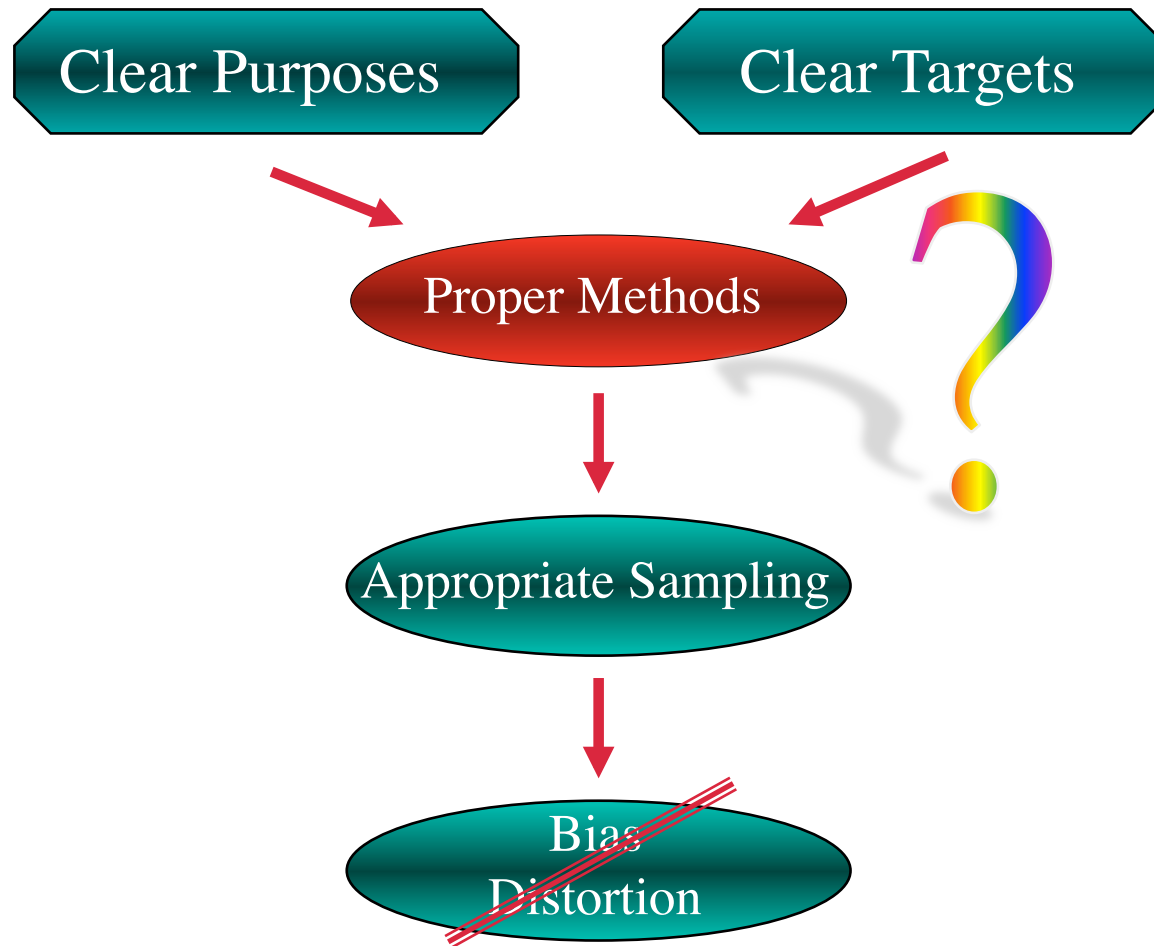 Clear Purposes
Clear Targets
Proper Methods
?
Appropriate Sampling
Bias
Distortion